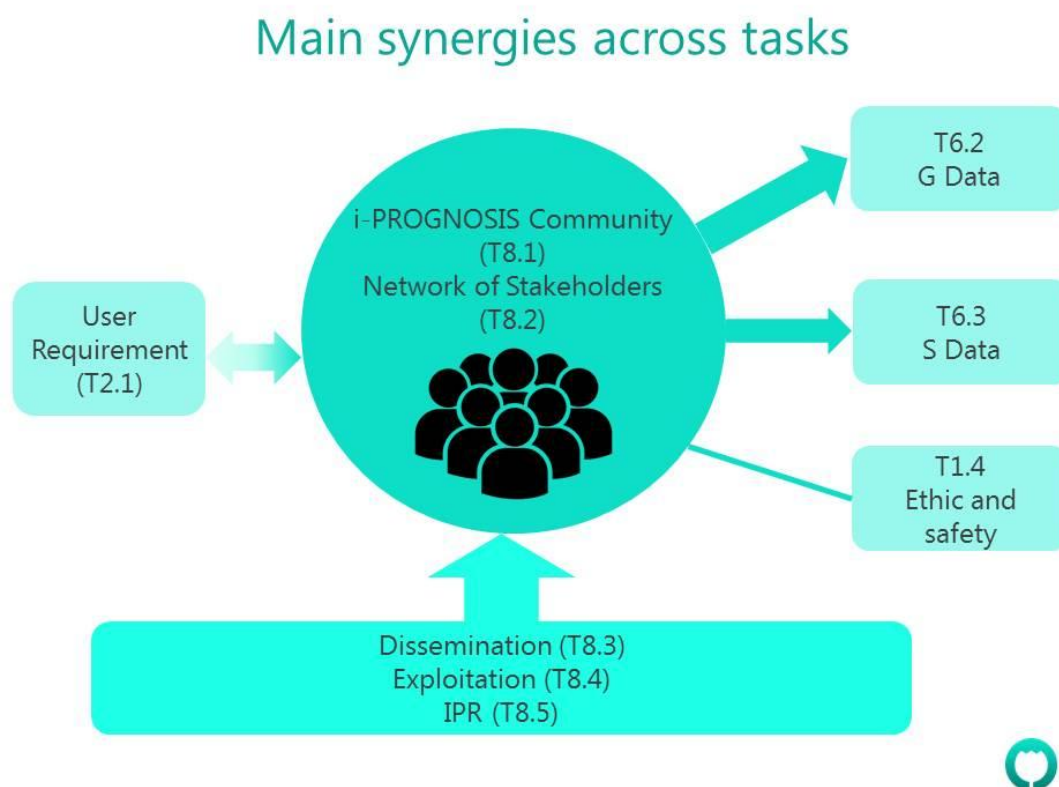 Main synergies across tasks
T6.2
G Data
i-PROGNOSIS Community
(T8.1)
Network of Stakeholders
(T8.2)
User
Requirement
(T2.1)
T6.3
S Data
T1.4
Ethic and
safety
Dissemination (T8.3)
Exploitation (T8.4)
IPR (T8.5)